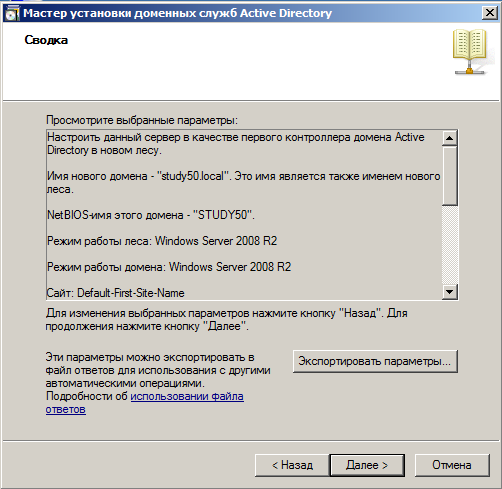 Мастер установки доменных служб Active Directory
Сводка
Просмотрите выбранные параметры:
Настроить данный сервер в качестве первого контроллера домена Active
Directory в новом лесу.
Имя нового домена - "study50.local". Это имя является также именем нового
леса.
NetBIOS-имя этого домена - "STUDY50".
Режим работы леса: Windows Server 2008 R2
Режим работы домена: Windows Server 2008 R2
Сайт: Default-First-Site-Name
Для изменения выбранных параметров нажмите кнопку "Назад". Для
продолжения нажмите кнопку "Далее".
Эти параметры можно экспортировать в
файл ответов для использования с другими
автоматическими операциями.
Подробности об использовании файла
ответов
Экспортировать параметры...
< Назад
Далее >
Отмена